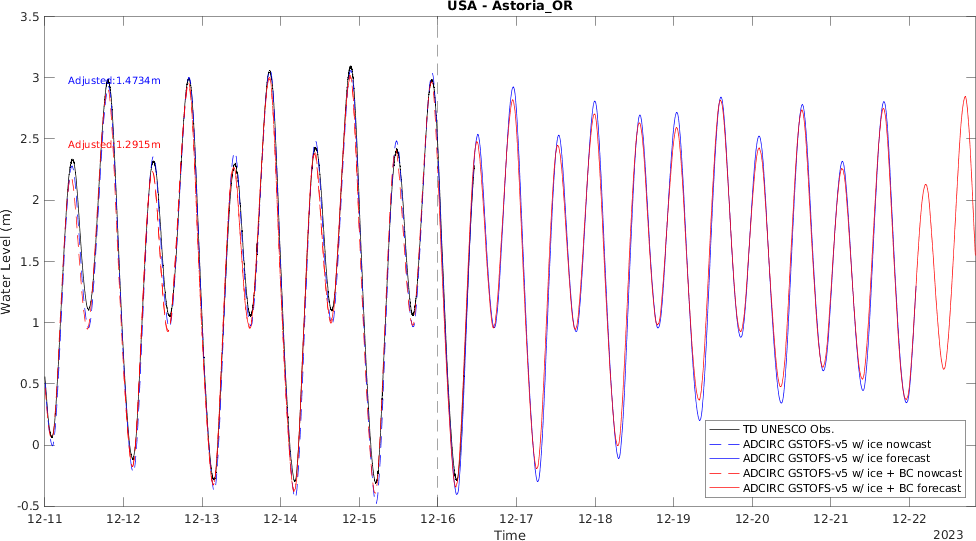 USA - Astoria_OR
3.5
3
2.5
2
1.5
1
0.5
0
-0.5
Water Level (m)
Adjusted:1.4734m
Adjusted:1.2915m
TD UNESCO Obs.
ADCIRC GSTOFS-v5 w/ ice nowcast
ADCIRC GSTOFS-v5 w/ ice forecast
ADCIRC GSTOFS-v5 w/ ice + BC nowcast
ADCIRC GSTOFS-v5 w/ ice + BC forecast
12-11 12-12 12-13 12-14 12-15 12-16 12-17 12-18 12-19 12-20 12-21 12-22
Time
2023